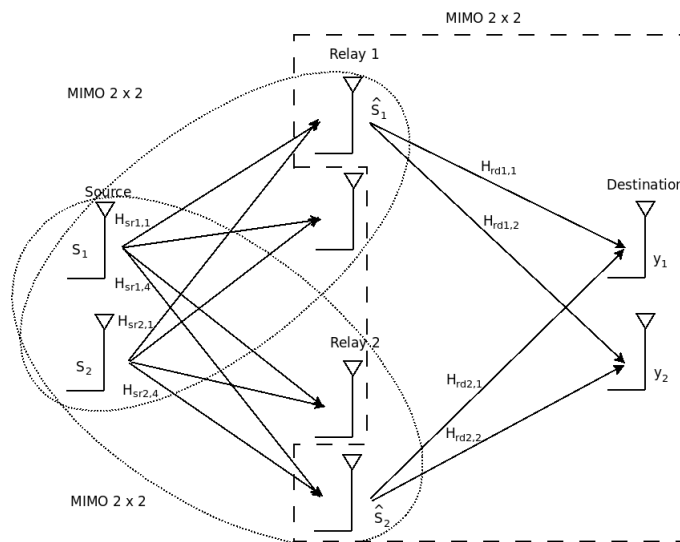 MIMO 2 x 2
Relay 1
MIMO 2 x 2
Ŝ1
Hrd1,1
Source
Destination
Hsr1,1
Hrd1,2
S1
y1
Hsr1,4
Hsr2,1
Relay 2
S2
y2
Hsr2,4
Hrd2,1
Hrd2,2
MIMO 2 x 2
Ŝ2